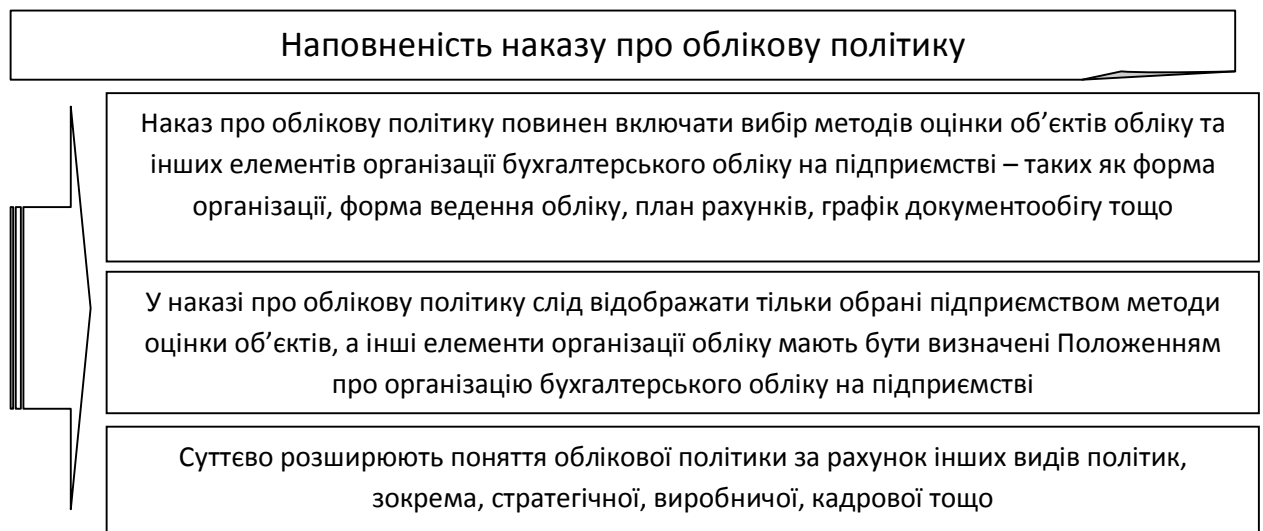 Наповненість наказу про облікову політику
Наказ про облікову політику повинен включати вибір методів оцінки об’єктів обліку та
інших елементів організації бухгалтерського обліку на підприємстві – таких як форма
організації, форма ведення обліку, план рахунків, графік документообігу тощо
У наказі про облікову політику слід відображати тільки обрані підприємством методи
оцінки об’єктів, а інші елементи організації обліку мають бути визначені Положенням
про організацію бухгалтерського обліку на підприємстві
Суттєво розширюють поняття облікової політики за рахунок інших видів політик,
зокрема, стратегічної, виробничої, кадрової тощо